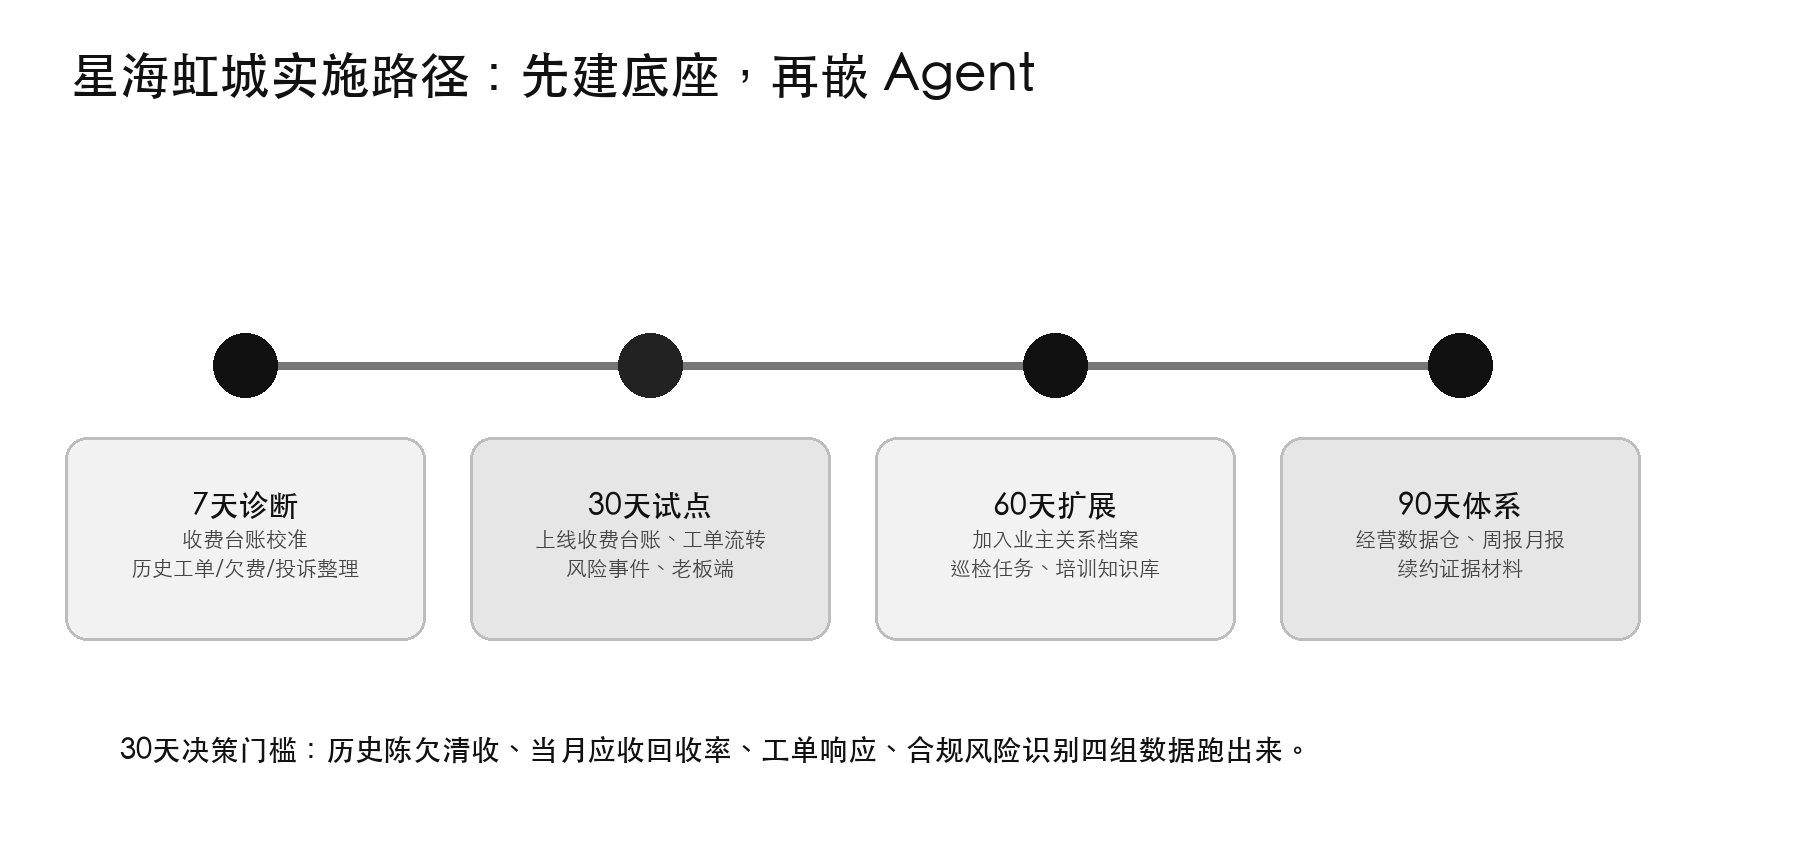 星海虹城实施路径：先建底座，再嵌 Agent
7天诊断
收费台账校准
历史工单/欠费/投诉整理
30天试点
上线收费台账、工单流转
风险事件、老板端
60天扩展
加入业主关系档案
巡检任务、培训知识库
90天体系
经营数据仓、周报月报
续约证据材料
30天决策门槛：历史陈欠清收、当月应收回收率、工单响应、合规风险识别四组数据跑出来。